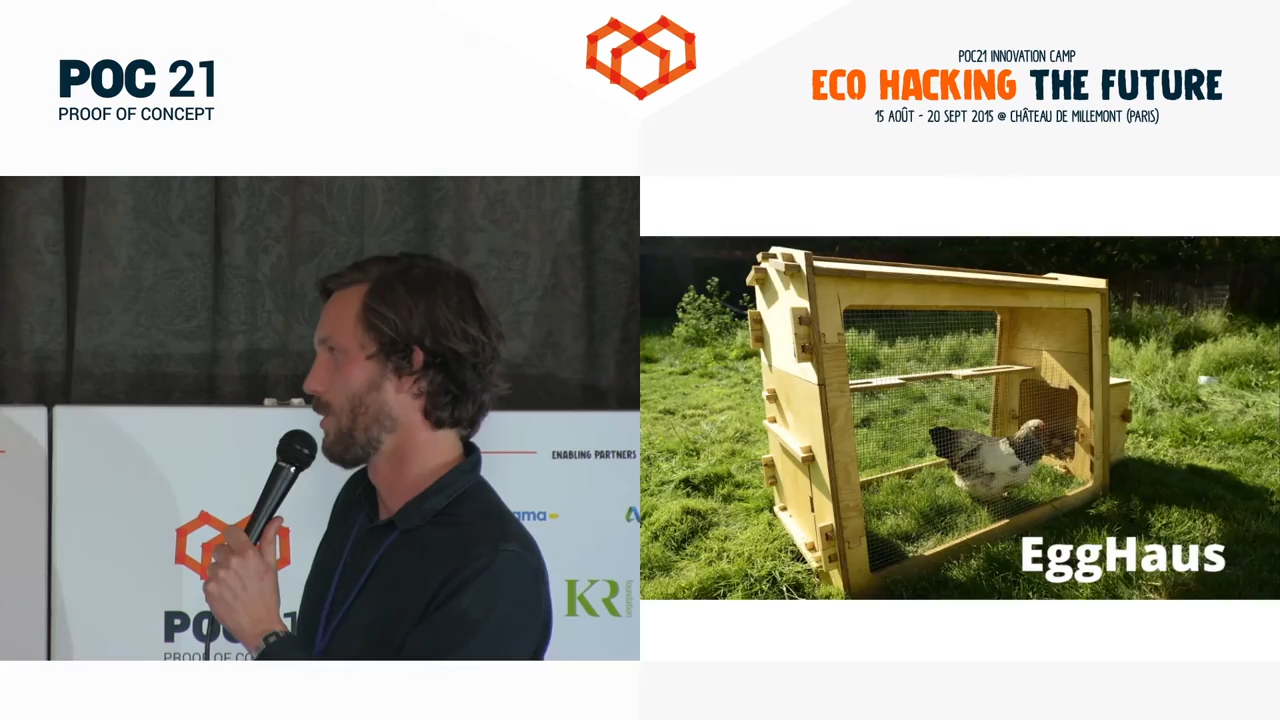 POC 21
PROOF OF CONCEPT
POC21 INNOVATION CAMP
ECO HACKING THE FUTURE
15 AOÛT - 20 SEPT 2015 @ CHÂTEAU DE MILLEMONT (PARIS)
ENABLING PARTNERS
KR
foundation
EggHaus